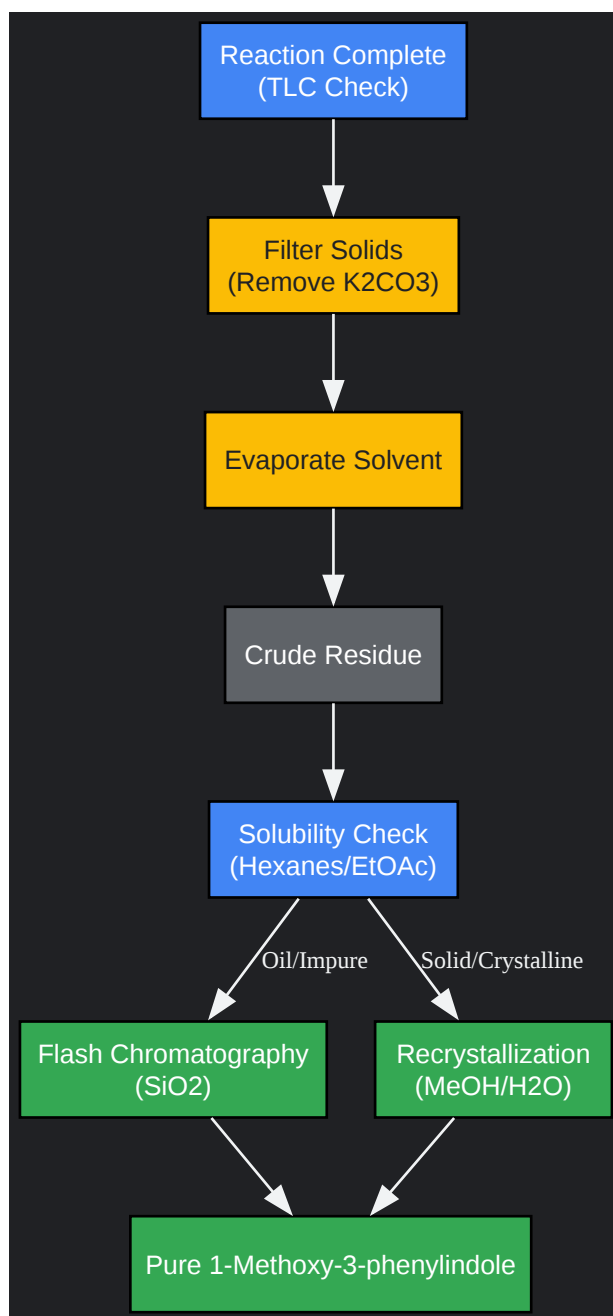 Reaction Complete
(TLC Check)
Filter Solids
(Remove K2CO3)
Evaporate Solvent
Crude Residue
Solubility Check
(Hexanes/EtOAc)
Oil/Impure
Solid/Crystalline
Flash Chromatography
(SiO2)
Recrystallization
(MeOH/H2O)
Pure 1-Methoxy-3-phenylindole